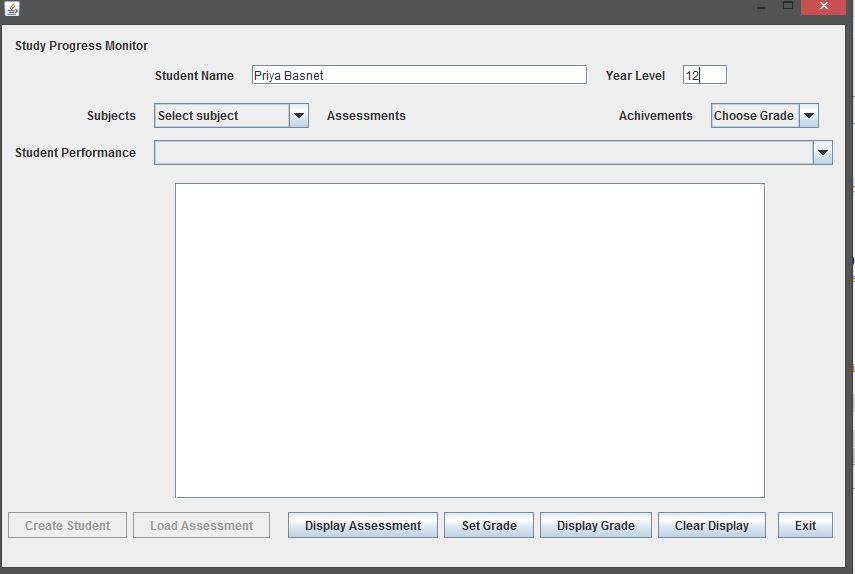 Study Progress Monitor
Student Name Priya Basnet Year Level 12
Subjects Select subject Assessments Achivements Choose Grade
Student Performance
Create Student Load Assessment Display Assessment Set Grade Display Grade Clear Display Exit